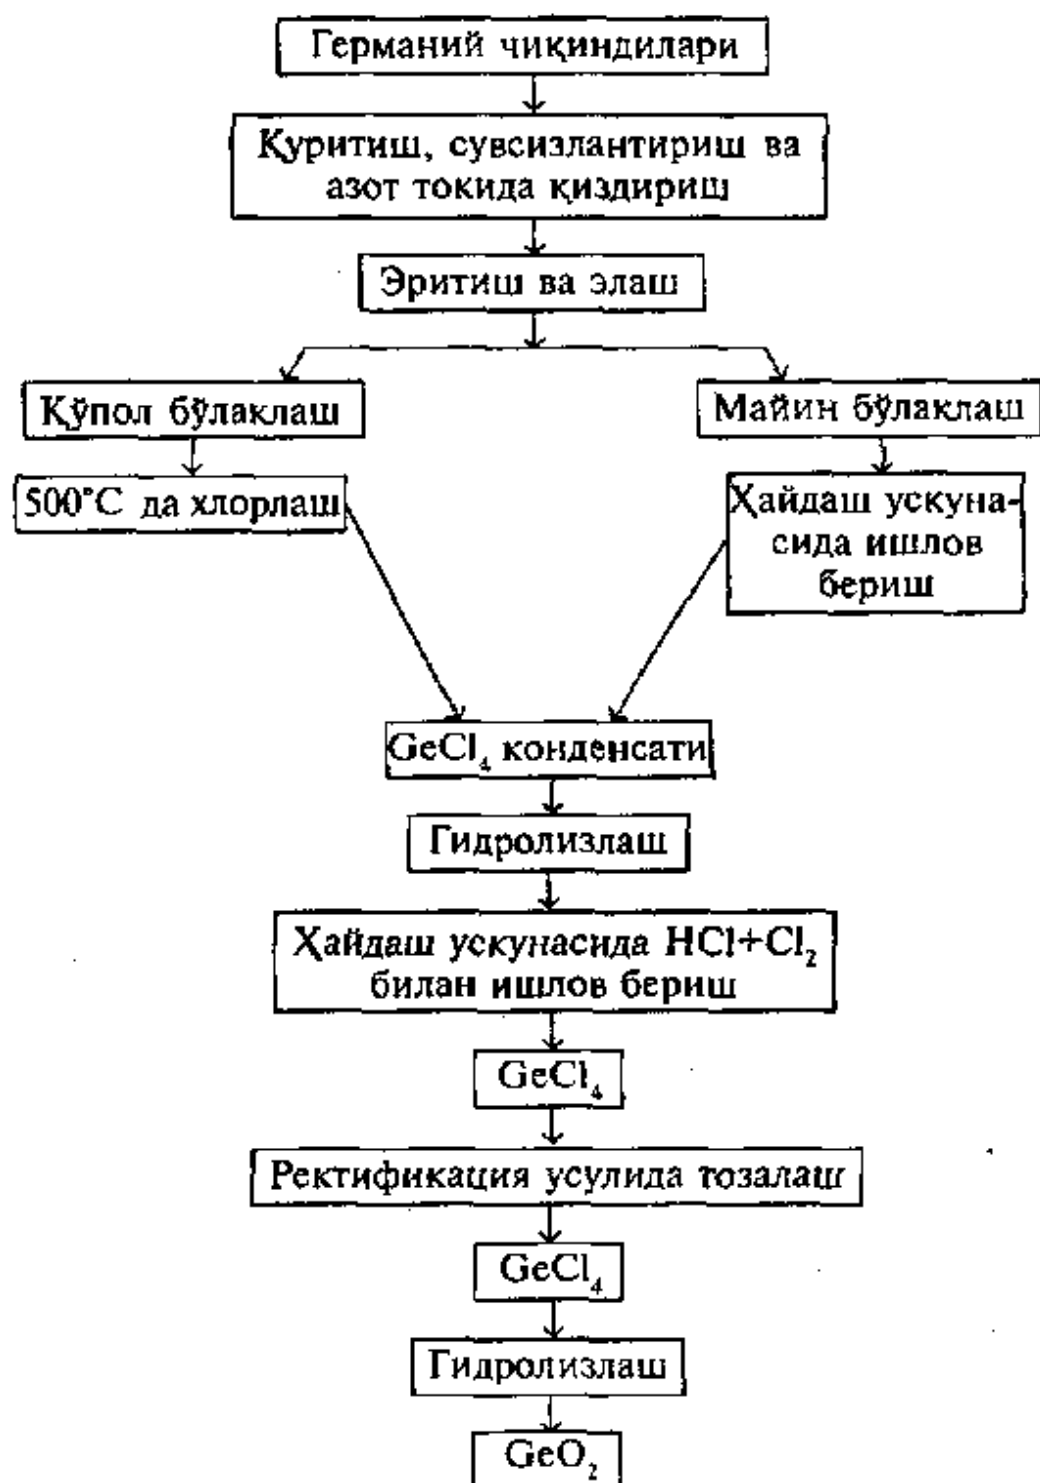 Германий чиқиндилари
Қуритиш, сувсизлантириш ва
азот токида қиздириш
Эритиш ва элаш
Қўпол бўлаклаш
Майин бўлаклаш
500°C да хлорлаш
Ҳайдаш ускуна-
сида ишлов
бериш
GeCl₄ конденсати
Гидролизлаш
Ҳайдаш ускунасида HCl+Cl₂
билан ишлов бериш
GeCl₄
Ректификация усулида тозалаш
GeCl₄
Гидролизлаш
GeO₂